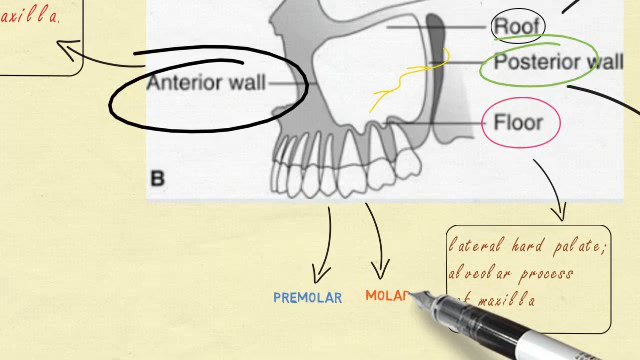 axilla.
Roof
Posterior wall
Anterior wall
Floor
B
lateral hard palate;
alveolar process
maxilla
PREMOLAR
MOLAR